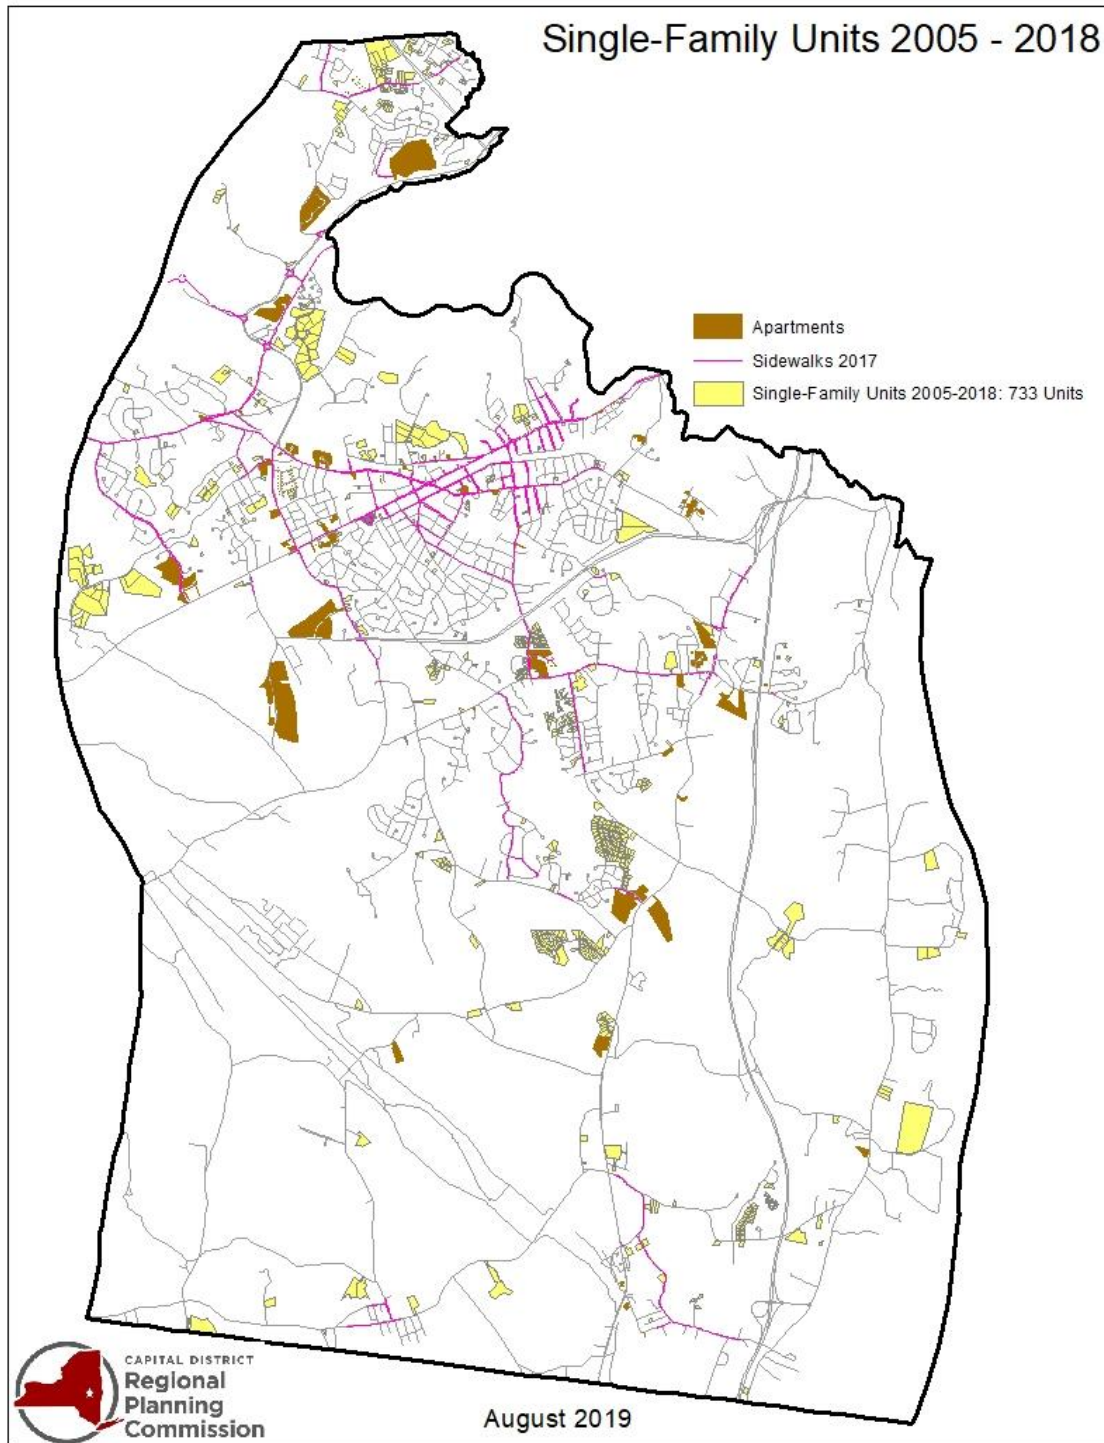 Single-Family Units 2005 - 2018
Apartments
Sidewalks 2017
Single-Family Units 2005-2018: 733 Units
CAPITAL DISTRICT
Regional
Planning
Commission
August 2019